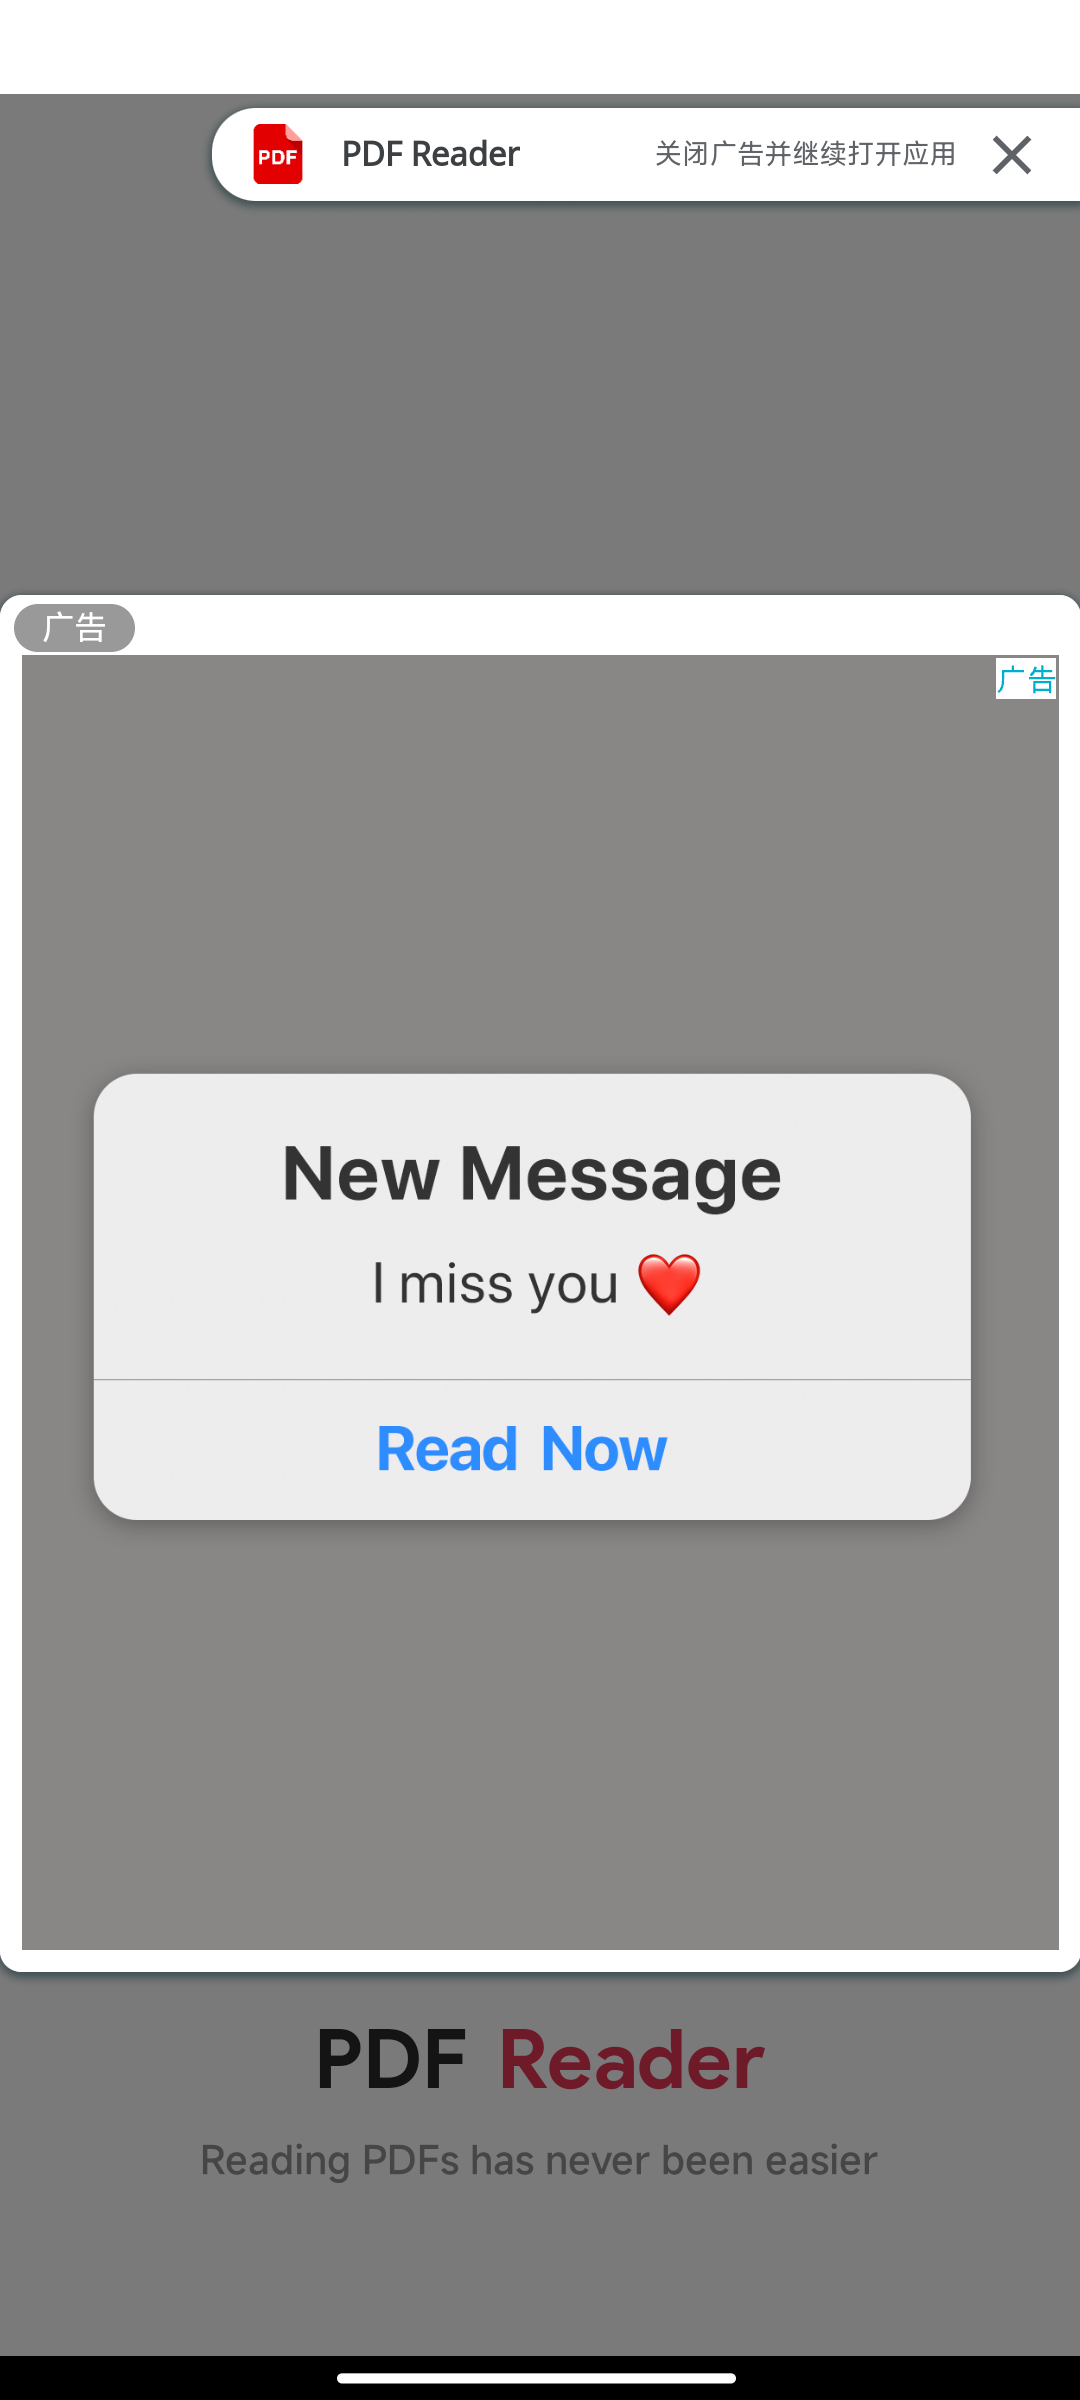 PDF
PDF Reader
关闭广告并继续打开应用
广告
广告
New Message
I miss you ❤️
Read Now
PDF Reader
Reading PDFs has never been easier